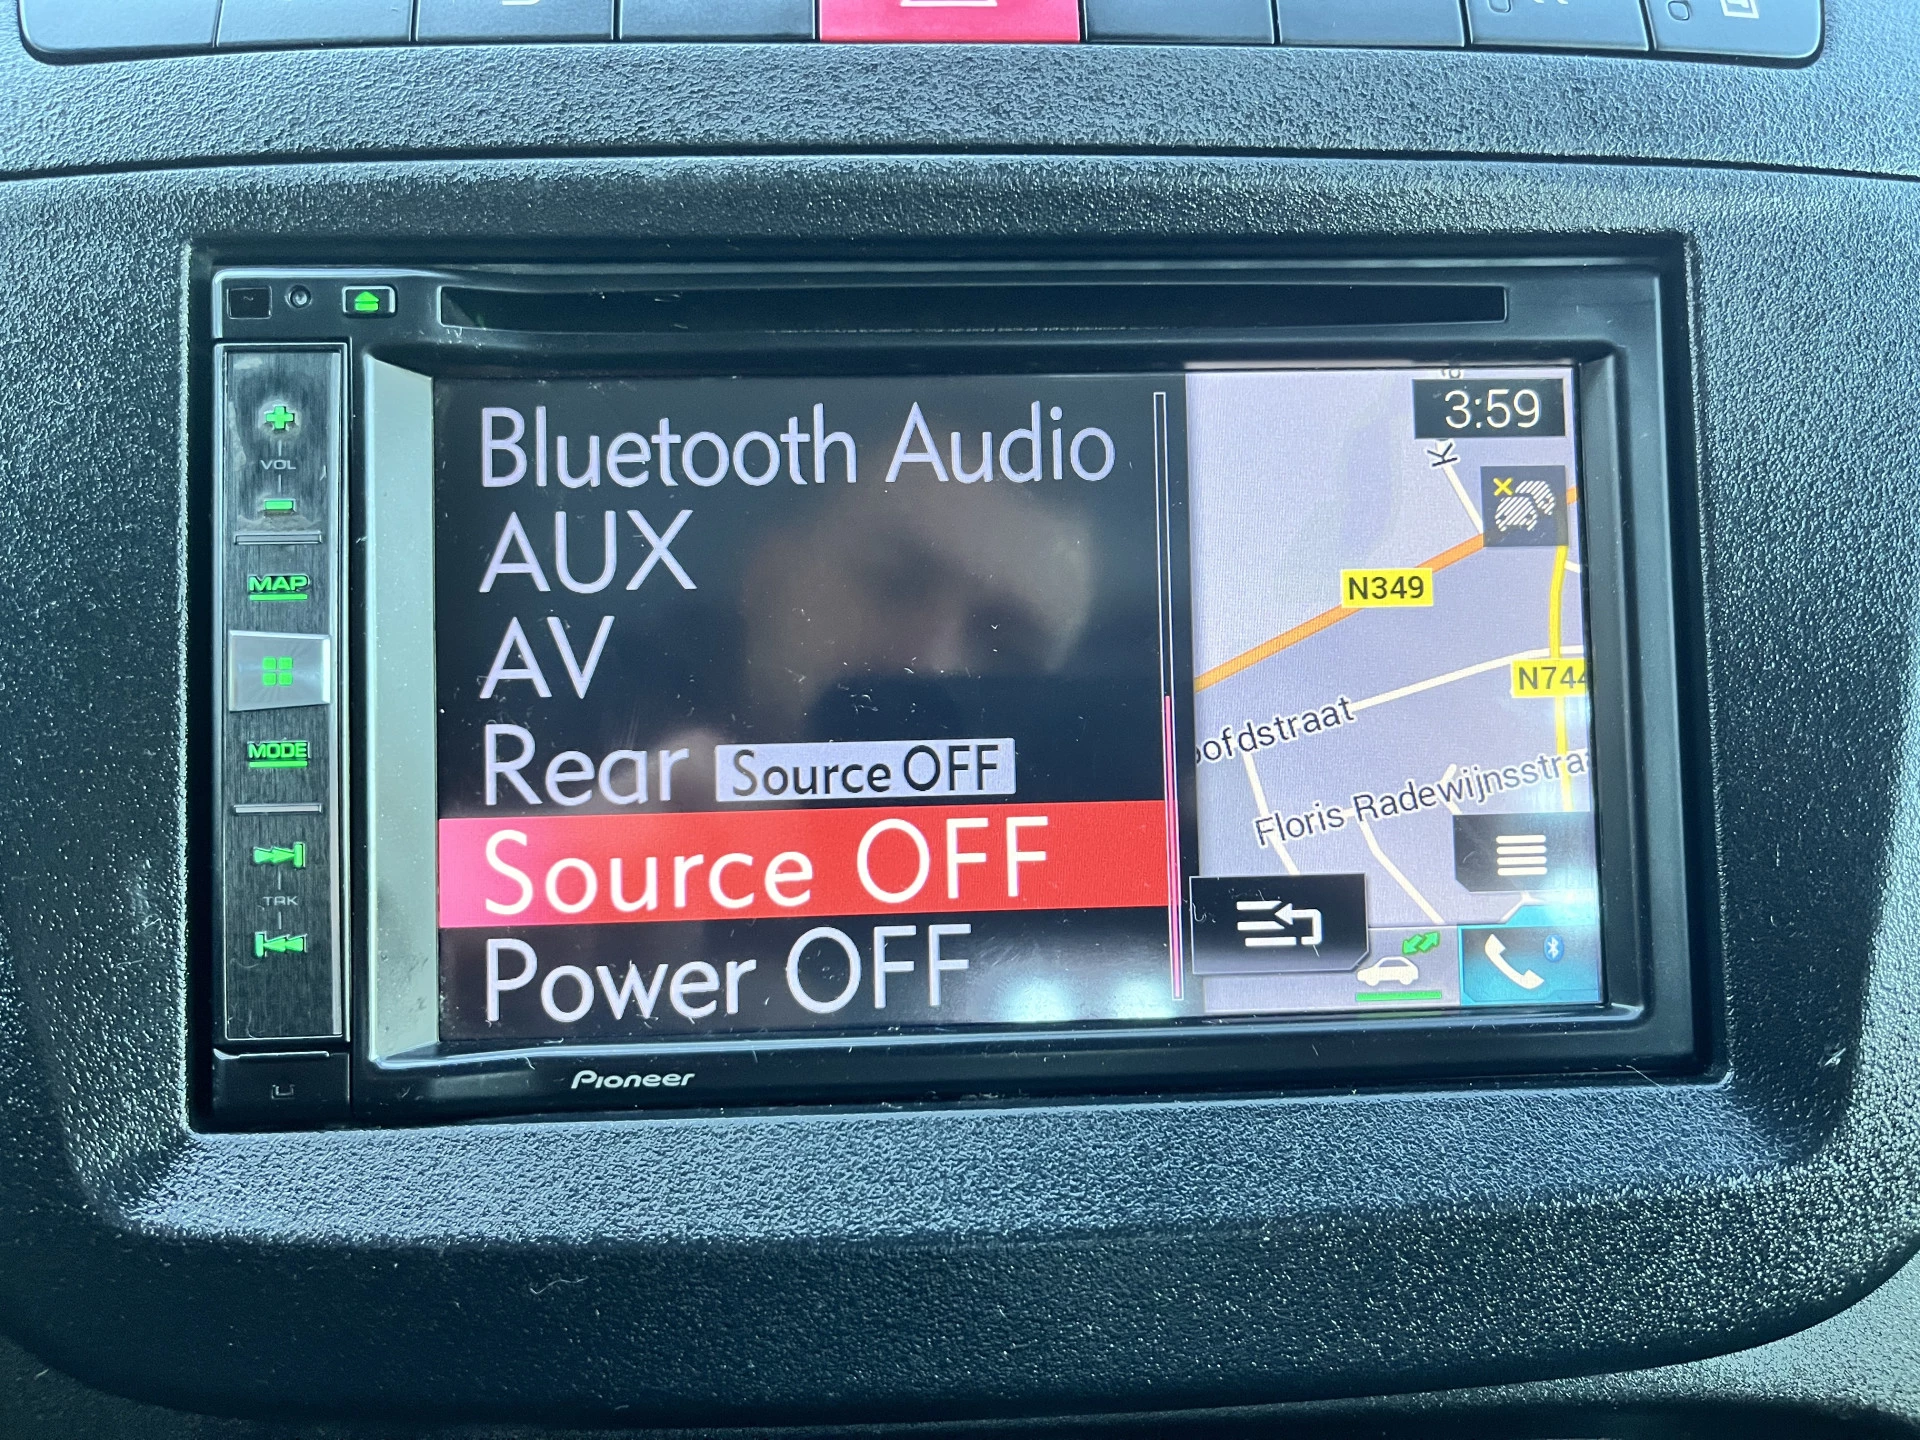 VOL
MAP
MODE
TRK
Bluetooth Audio
AUX
AV
Rear Source OFF
Source OFF
Power OFF
3:59
K
N349
N744
oofdstraat
Floris Radewijnsstra
Pioneer